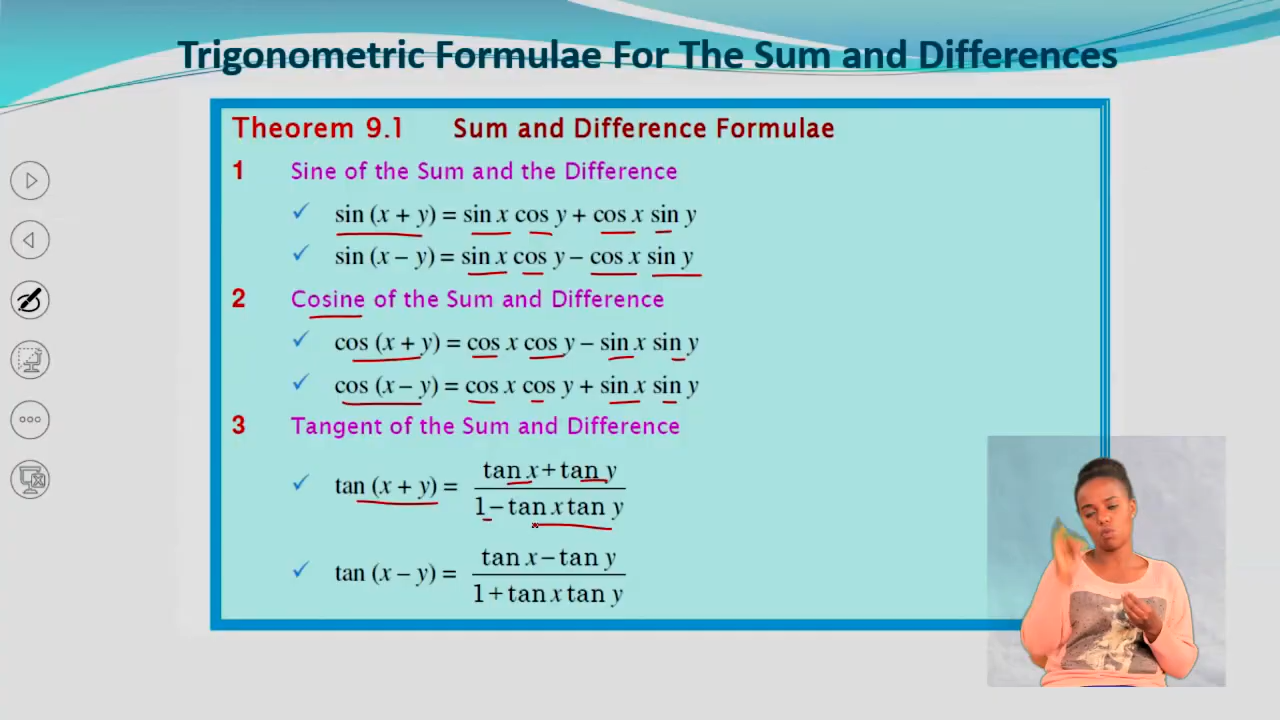 Trigonometric Formulae For The Sum and Differences
Theorem 9.1 Sum and Difference Formulae
1 Sine of the Sum and the Difference
✓ sin (x + y) = sin x cos y + cos x sin y
✓ sin (x – y) = sin x cos y – cos x sin y
2 Cosine of the Sum and Difference
✓ cos (x + y) = cos x cos y – sin x sin y
✓ cos (x – y) = cos x cos y + sin x sin y
3 Tangent of the Sum and Difference
✓ tan (x + y) = tan x + tan y
1 – tan x tan y
✓ tan (x – y) = tan x – tan y
1 + tan x tan y